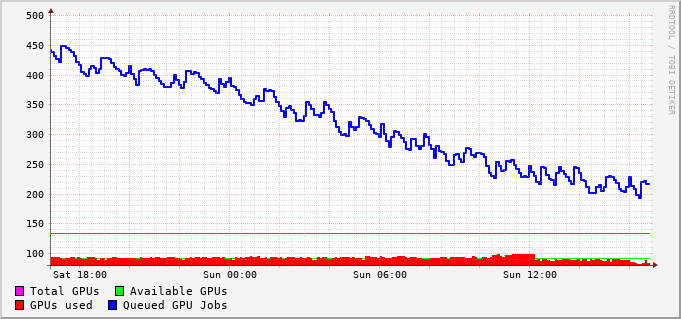 500
450
400
350
300
250
200
150
100
Sat 18:00 Sun 00:00 Sun 06:00 Sun 12:00
Total GPUs Available GPUs
GPUs used Queued GPU Jobs
RRDTOOL / TOBI OETIKER